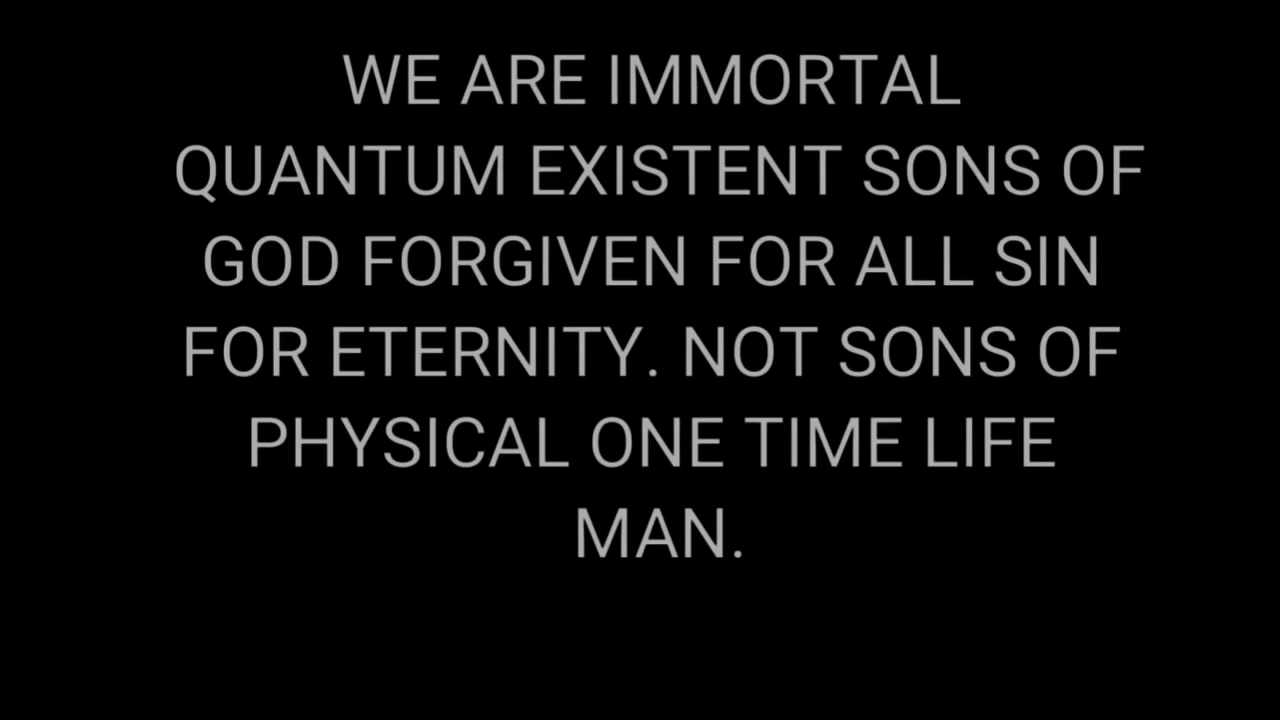 WE ARE IMMORTAL
QUANTUM EXISTENT SONS OF
GOD FORGIVEN FOR ALL SIN
FOR ETERNITY. NOT SONS OF
PHYSICAL ONE TIME LIFE
MAN.